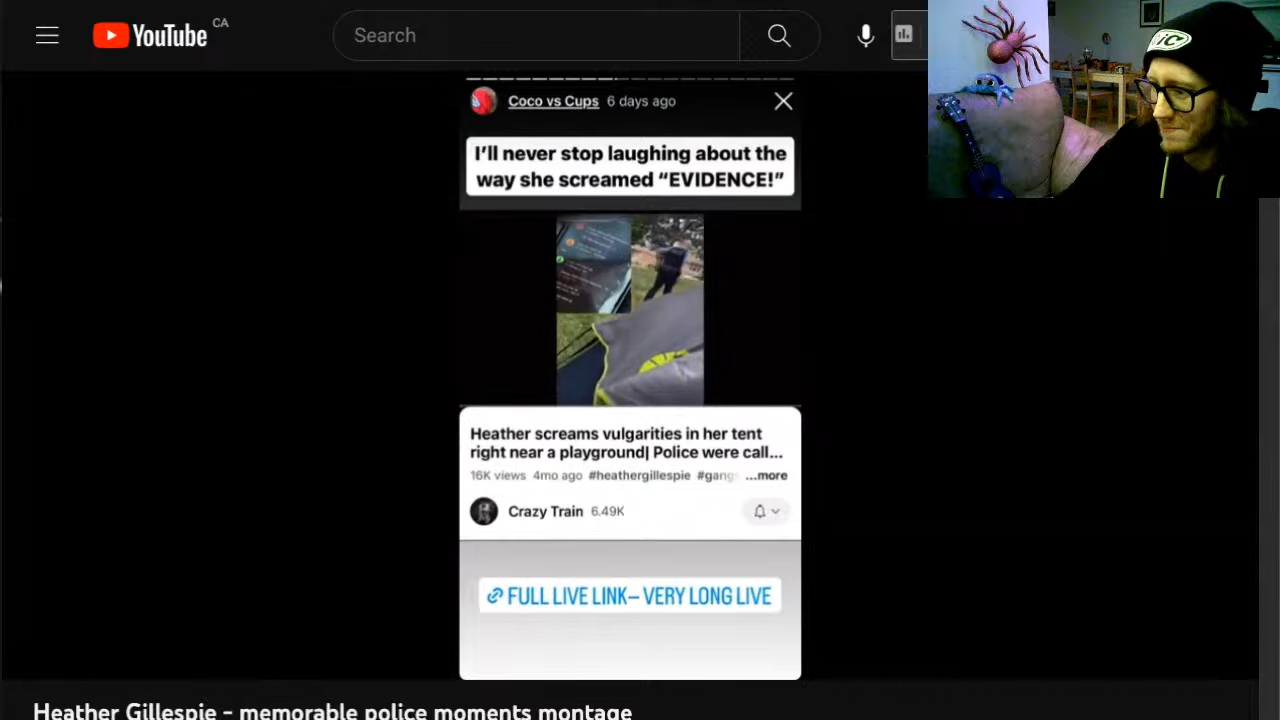 YouTube CA
Search
iC
Coco vs Cups 6 days ago
I'll never stop laughing about the
way she screamed “EVIDENCE!”
Heather screams vulgarities in her tent
right near a playground| Police were call...
16K views 4mo ago #heathergillespie #gang ...more
Crazy Train 6.49K
FULL LIVE LINK– VERY LONG LIVE
Heather Gillespie - memorable police moments montage